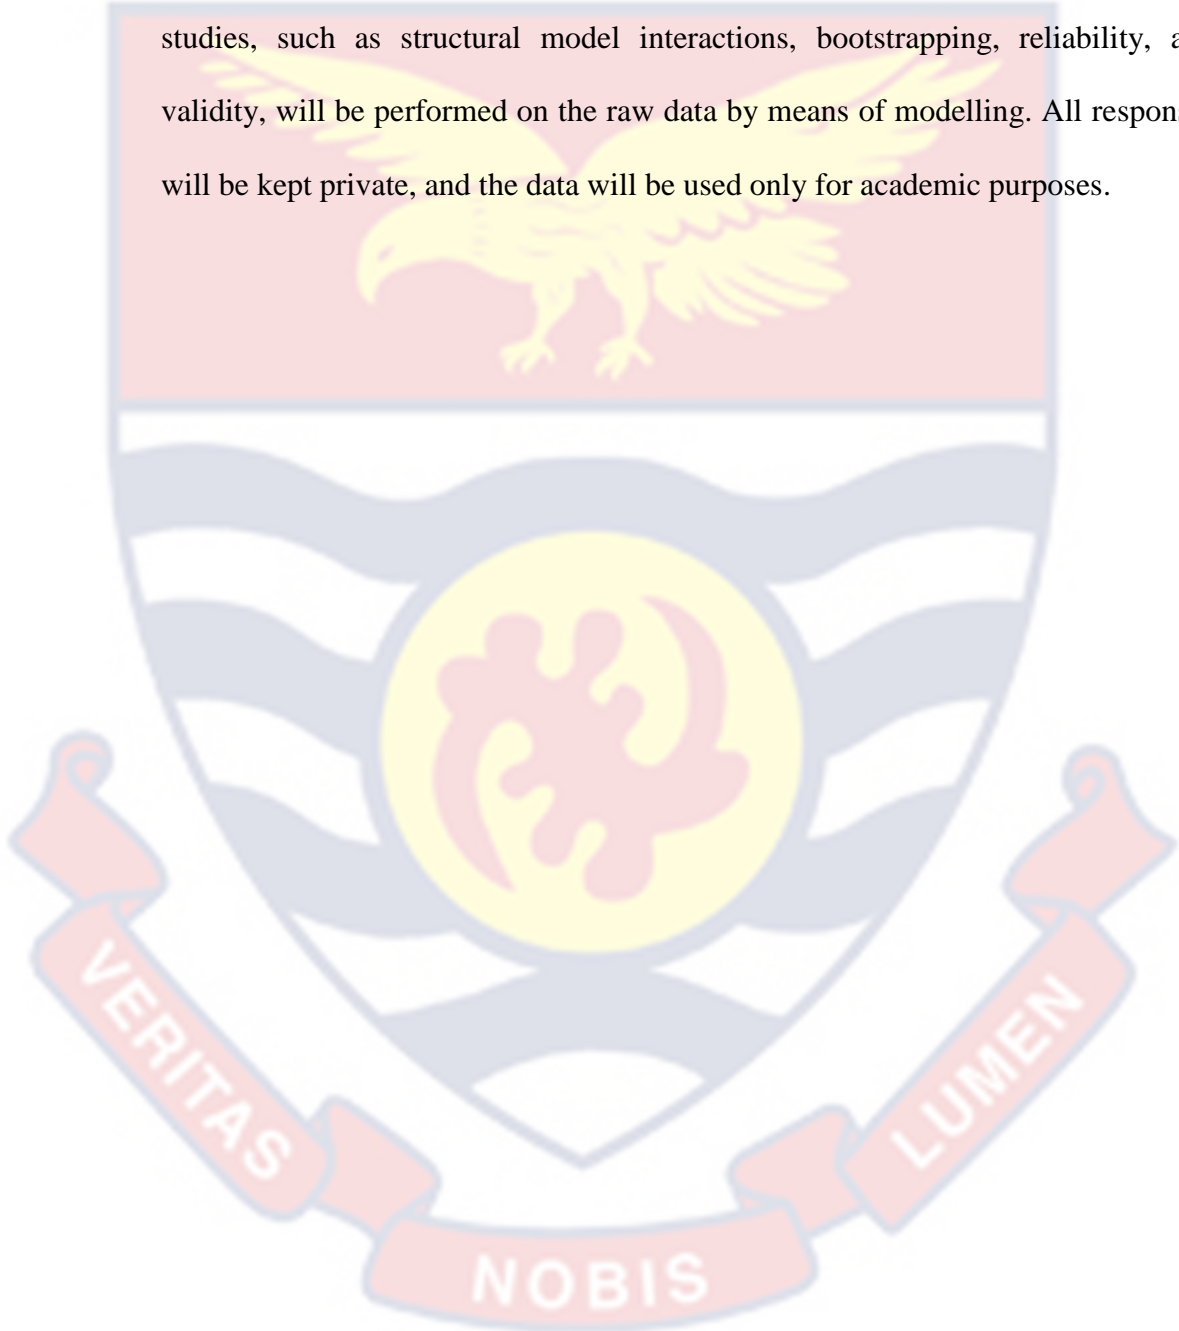 studies, such as structural model interactions, bootstrapping, reliability, a
validity, will be performed on the raw data by means of modelling. All respons
will be kept private, and the data will be used only for academic purposes.
VERITAS
NOBIS
LUMEN